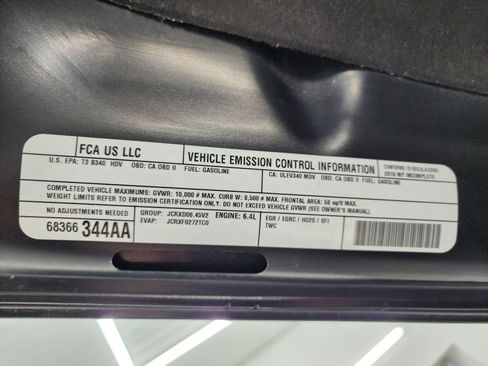 FCA US LLC
VEHICLE EMISSION CONTROL INFORMATION
CONFORMS TO REGULATIONS:
2018 MY INCOMPLETE
U.S. EPA: T3 B340 HDV OBD: CA OBD II FUEL: GASOLINE
CA: ULEV340 MDV OBD: CA OBD II FUEL: GASOLINE
COMPLETED VEHICLE MAXIMUMS: GVWR: 10,000 # MAX. CURB W: 8,500 # MAX. FRONTAL AREA: 56 sq/ft MAX.
WEIGHT LIMITS REFER TO EMISSION CERTIFICATION ONLY. DO NOT EXCEED VEHICLE GVWR (SEE OWNER'S MANUAL).
NO ADJUSTMENTS NEEDED
68366 344AA
GROUP: JCRXD06.45V2 ENGINE: 6.4L
EVAP: JCRXF0272TC0
EGR / EGRC / HO2S / SFI
TWC